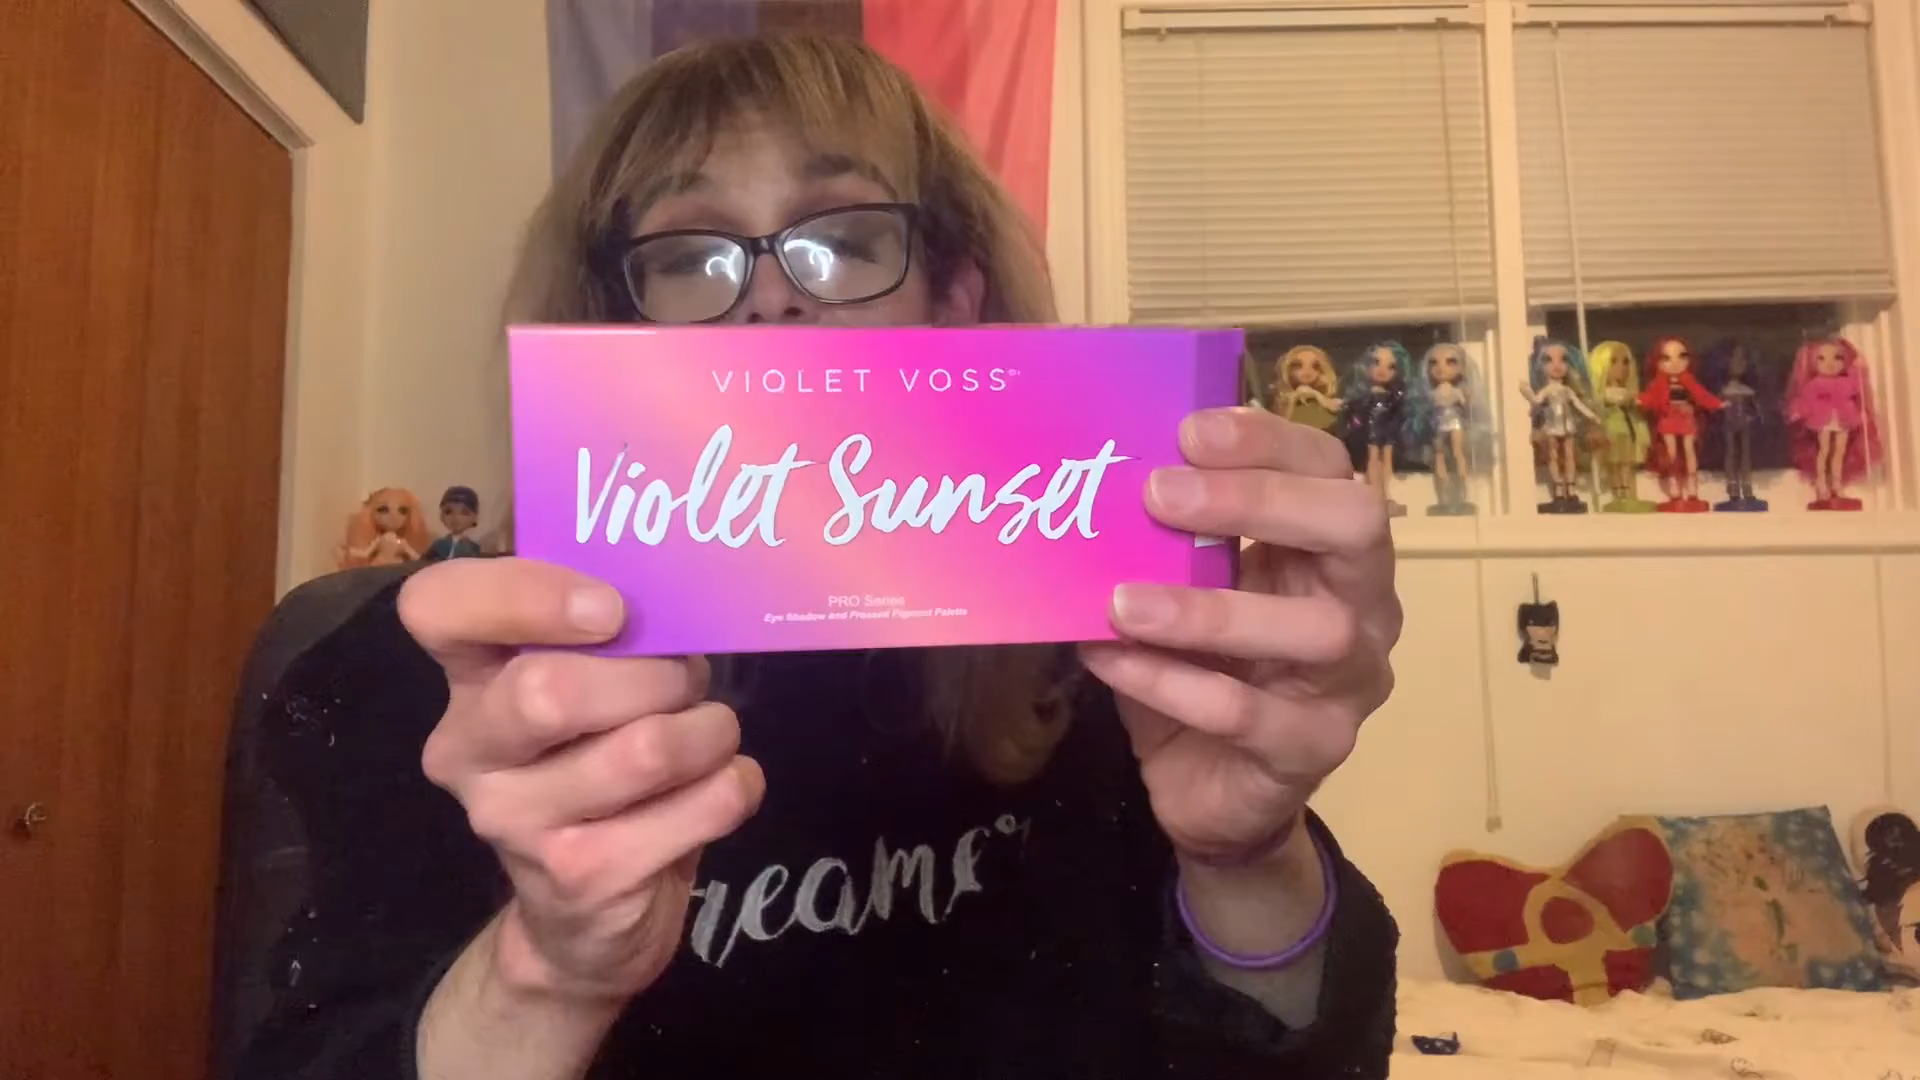 VIOLET VOSS
Violet Sunset
PRO Series
Eye Shadow and Pressed Pigment Palette